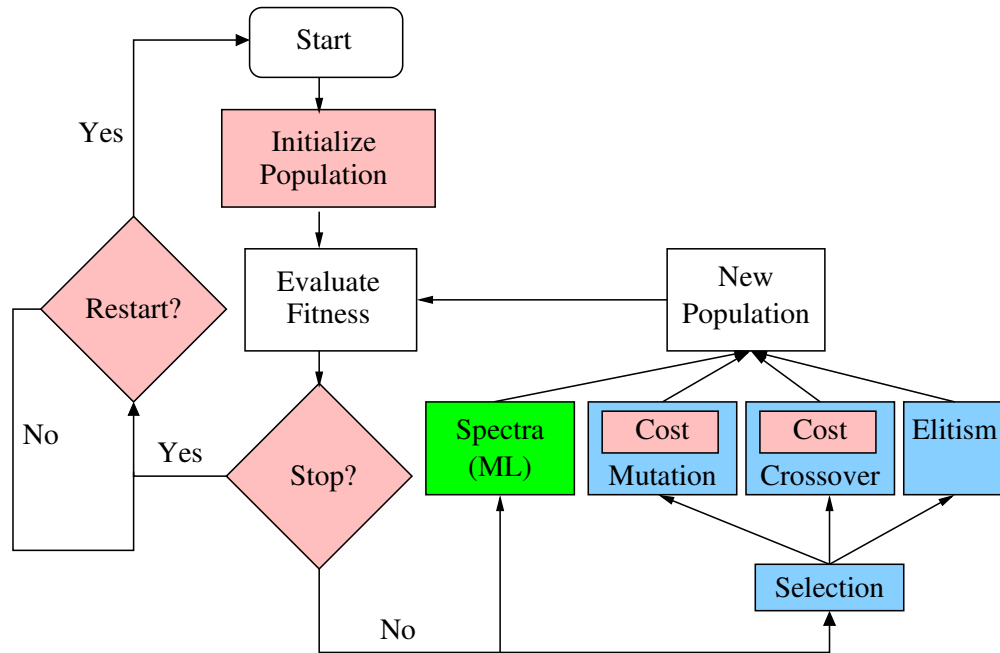 Start
Yes
Initialize
Population
Restart?
Evaluate
Fitness
New
Population
No
Yes
Stop?
Spectra
(ML)
Cost
Mutation
Cost
Crossover
Elitism
Selection
No